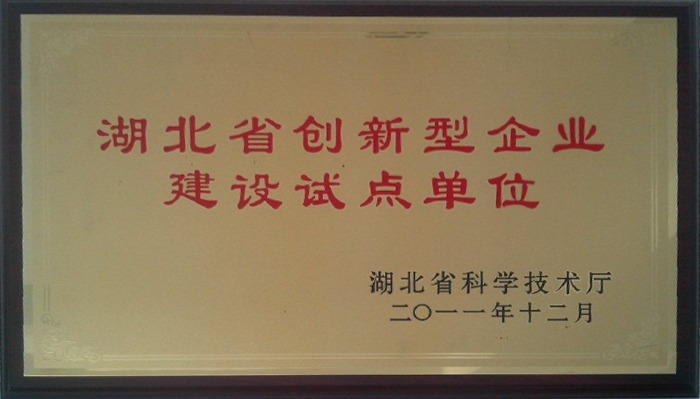 湖北省创新型企业
建设试点单位
湖北省科学技术厅
二〇一一年十二月